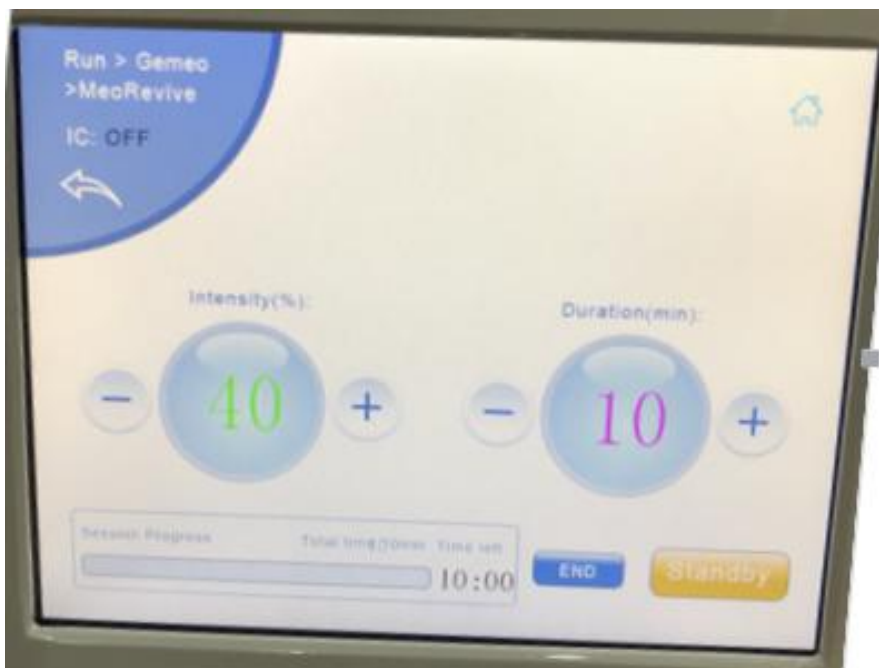 Run > Gemeo
>MeoRevive
IC: OFF
Intensity(%):
Duration(min):
− 40 +
− 10 +
Session Progress
Total time:10min Time left
10:00
END
Standby